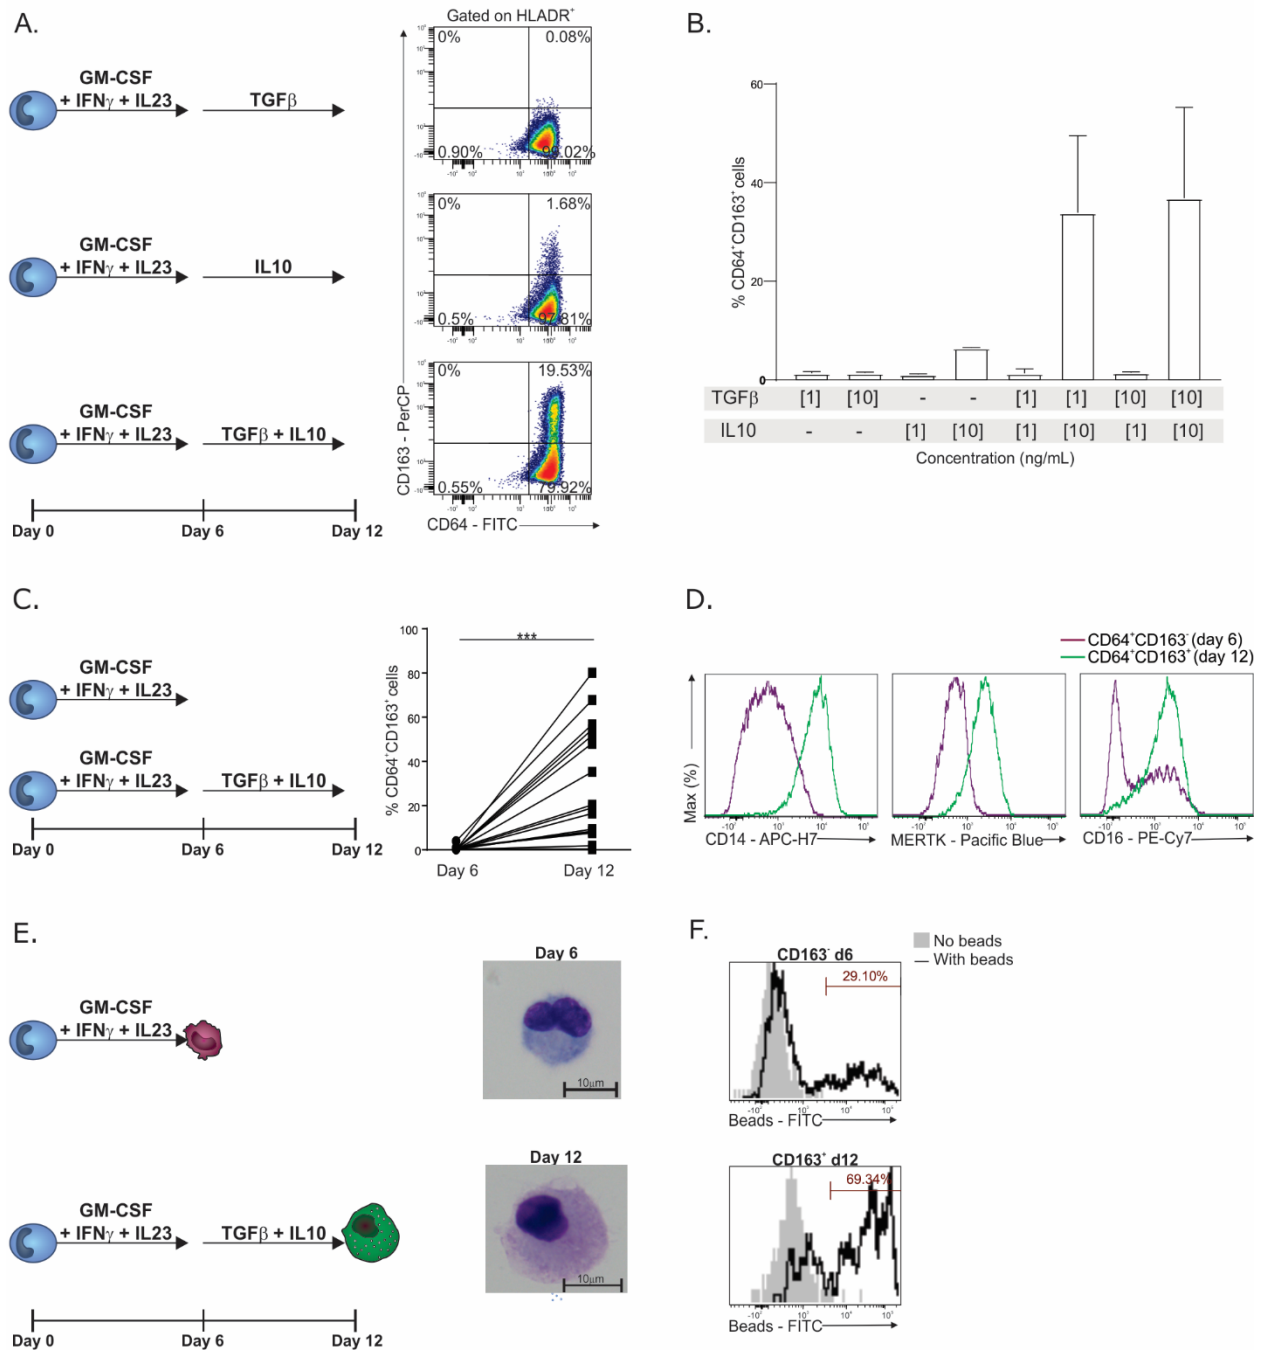 A.
GM-CSF
+ IFNγ + IL23
TGFβ
GM-CSF
+ IFNγ + IL23
IL10
GM-CSF
+ IFNγ + IL23
TGFβ + IL10
Day 0
Day 6
Day 12
Gated on HLADR⁺
0%
0.08%
0.90%
99.02%
0%
1.68%
0.5%
97.81%
0%
19.53%
0.55%
79.92%
CD163 - PerCP
CD64 - FITC
B.
% CD64⁺CD163⁺ cells
60
40
20
0
TGFβ [1] [10] - - [1] [1] [10] [10]
IL10 - - [1] [10] [1] [10] [1] [10]
Concentration (ng/mL)
C.
GM-CSF
+ IFNγ + IL23
GM-CSF
+ IFNγ + IL23
TGFβ + IL10
Day 0
Day 6
Day 12
% CD64⁺CD163⁺ cells
100
80
60
40
20
0
***
Day 6
Day 12
D.
CD64⁺CD163⁻ (day 6)
CD64⁺CD163⁺ (day 12)
Max (%)
CD14 - APC-H7
MERTK - Pacific Blue
CD16 - PE-Cy7
E.
GM-CSF
+ IFNγ + IL23
GM-CSF
+ IFNγ + IL23
TGFβ + IL10
Day 0
Day 6
Day 12
Day 6
10µm
Day 12
10µm
F.
No beads
With beads
CD163⁻ d6
29.10%
Beads - FITC
CD163⁺ d12
69.34%
Beads - FITC